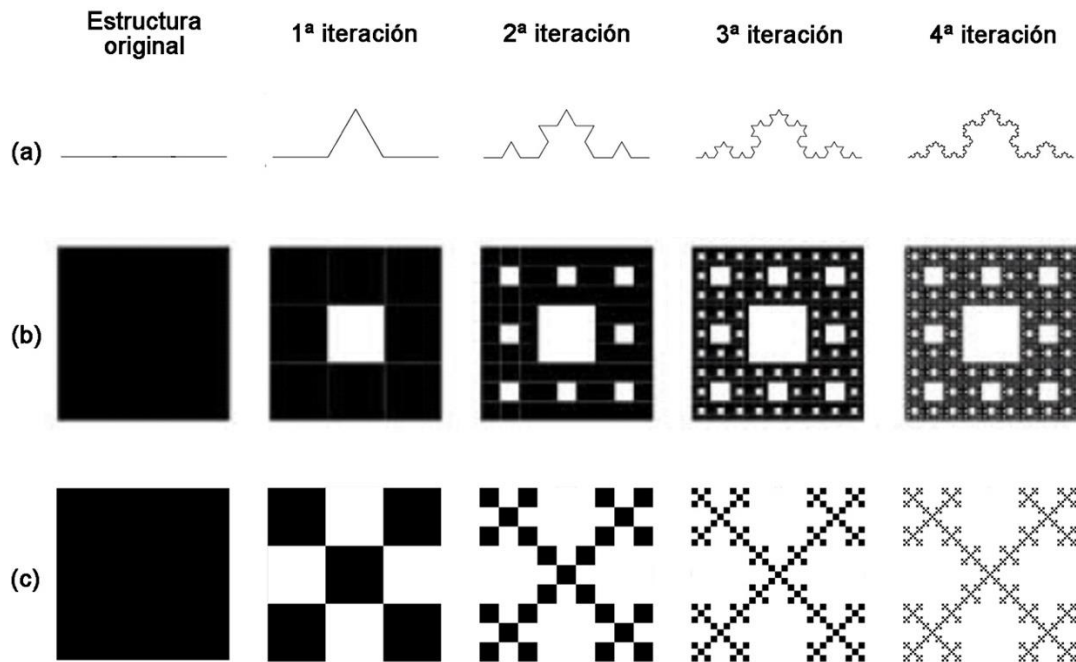 Estructura
original
1ª iteración
2ª iteración
3ª iteración
4ª iteración
(a)
(b)
(c)